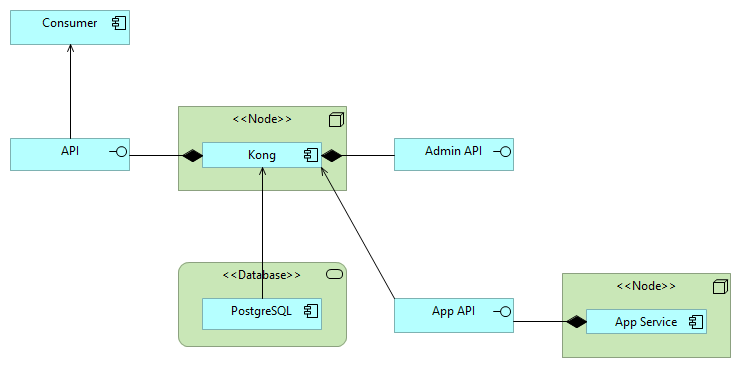 Consumer
<<Node>>
API
Kong
Admin API
<<Database>>
PostgreSQL
App API
<<Node>>
App Service